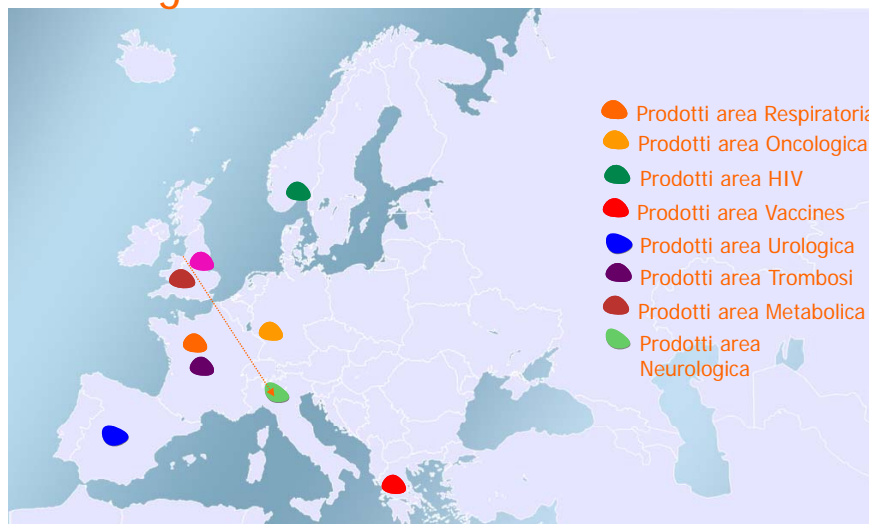 Prodotti area Respiratoria
Prodotti area Oncologica
Prodotti area HIV
Prodotti area Vaccines
Prodotti area Urologica
Prodotti area Trombosi
Prodotti area Metabolica
Prodotti area
Neurologica